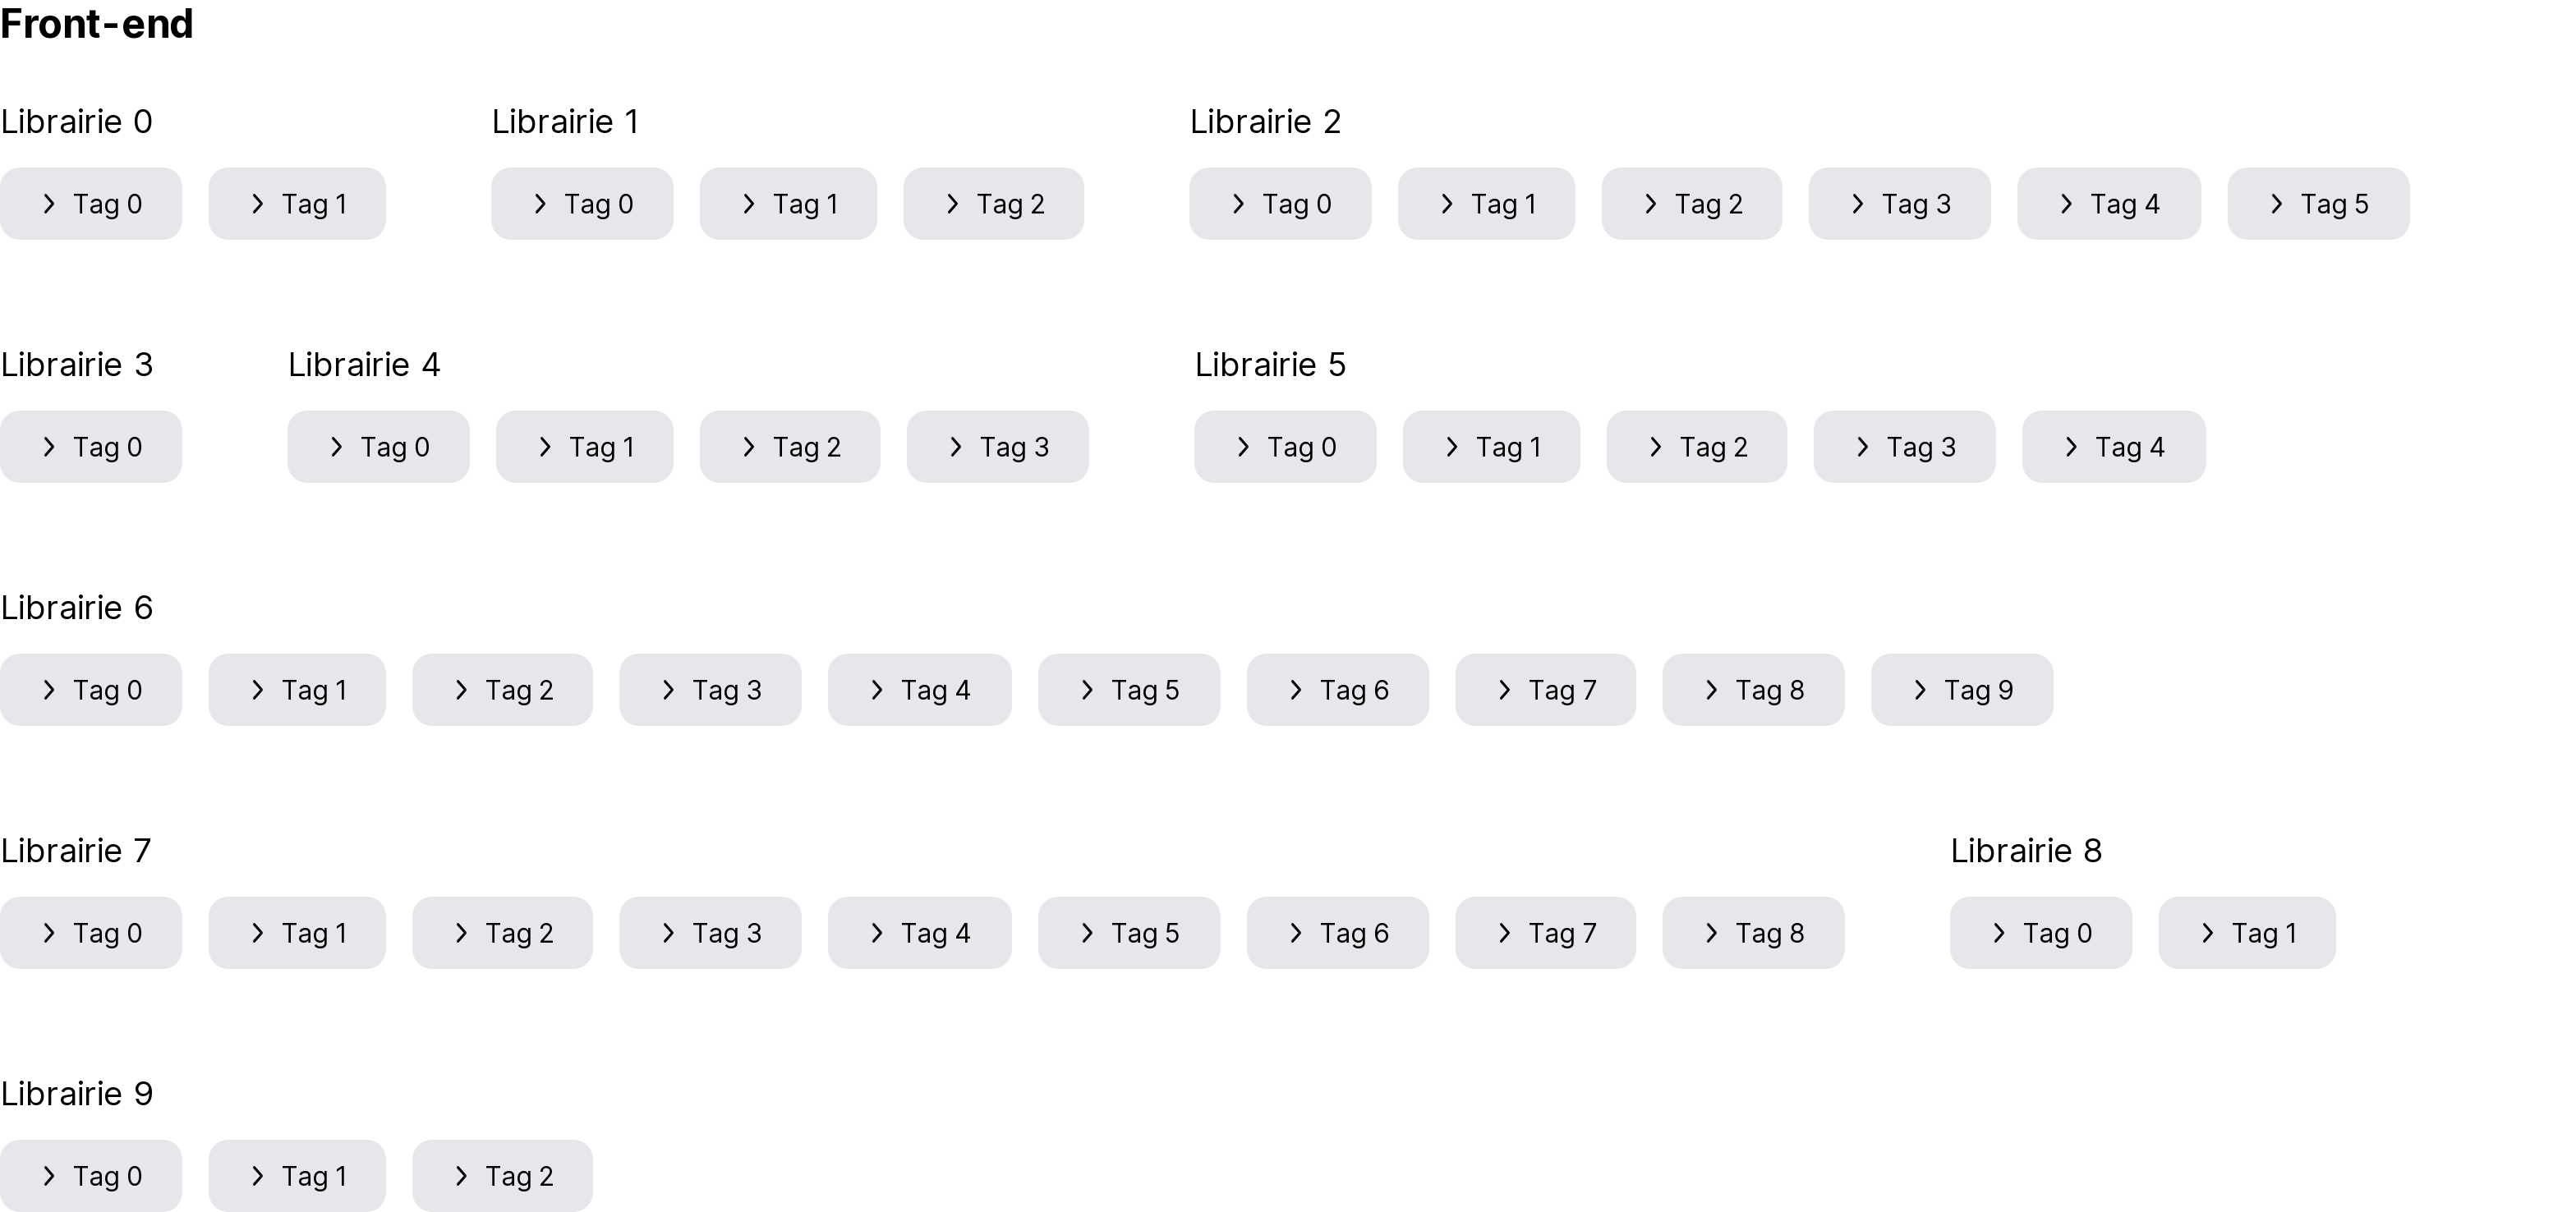 Front-end
Librairie 0 Librairie 1 Librairie 2
Tag 0 Tag 1 Tag 0 Tag 1 Tag 2 Tag 0 Tag 1 Tag 2 Tag 3 Tag 4 Tag 5
Librairie 3 Librairie 4 Librairie 5
Tag 0 Tag 0 Tag 1 Tag 2 Tag 3 Tag 0 Tag 1 Tag 2 Tag 3 Tag 4
Librairie 6
Tag 0 Tag 1 Tag 2 Tag 3 Tag 4 Tag 5 Tag 6 Tag 7 Tag 8 Tag 9
Librairie 7 Librairie 8
Tag 0 Tag 1 Tag 2 Tag 3 Tag 4 Tag 5 Tag 6 Tag 7 Tag 8 Tag 0 Tag 1
Librairie 9
Tag 0 Tag 1 Tag 2